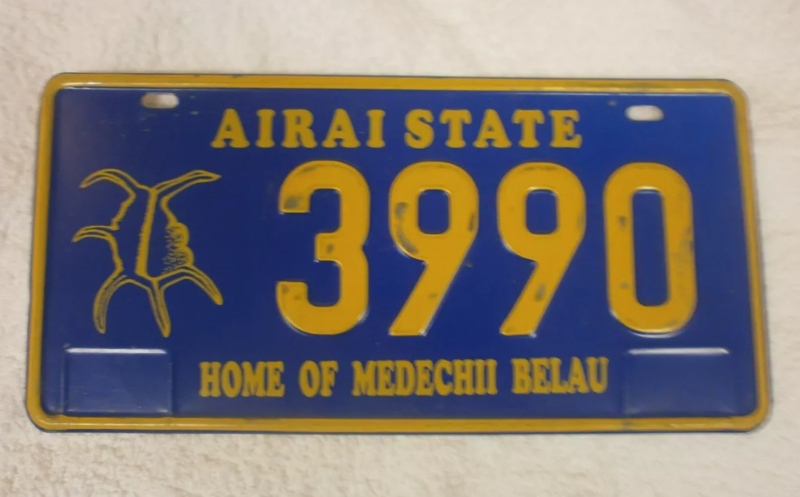 AIRAI STATE
3990
HOME OF MEDECHII BELAU